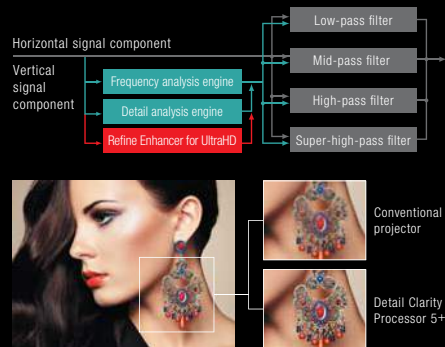 Low-pass filter
Horizontal signal component
Mid-pass filter
Vertical
signal
component
Frequency analysis engine
Detail analysis engine
High-pass filter
Refine Enhancer for UltraHD
Super-high-pass filter
Conventional
projector
Detail Clarity
Processor 5+